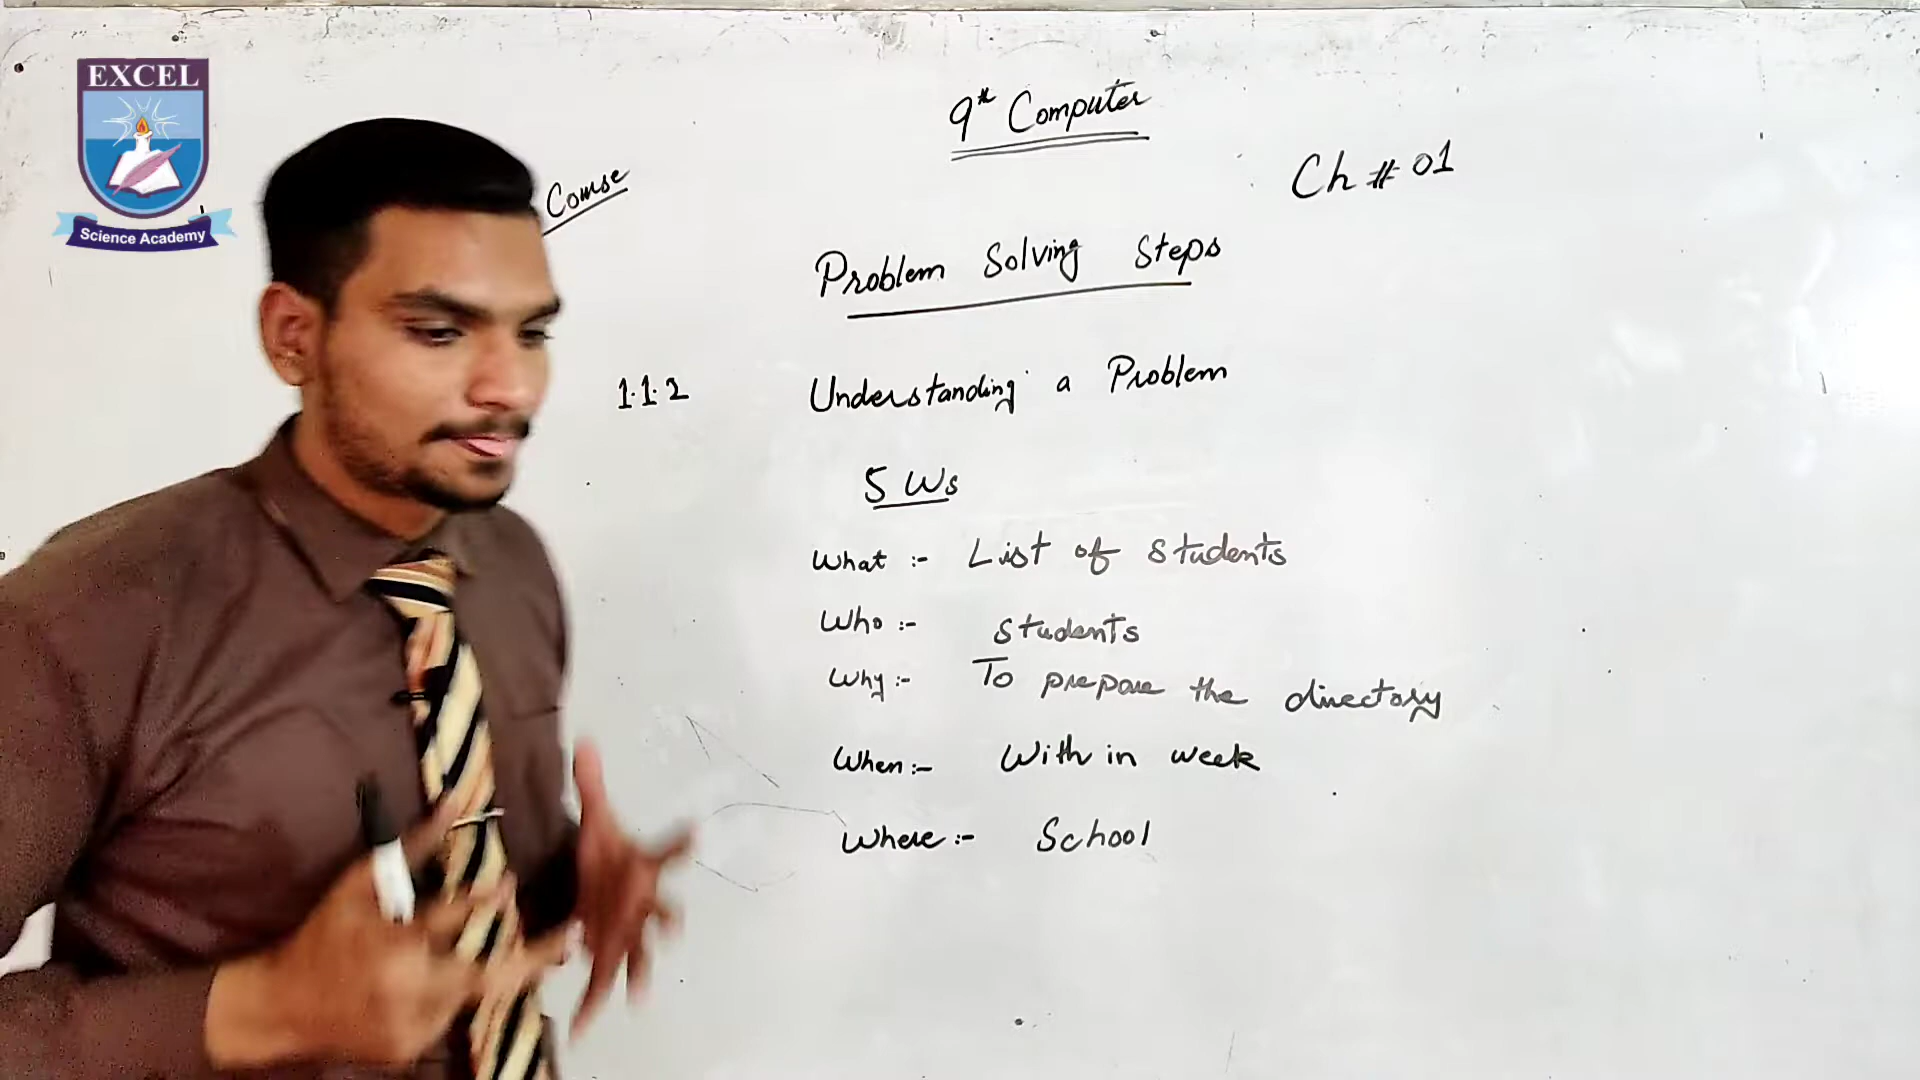 EXCEL
Science Academy
9th Computer
Course
Ch # 01
Problem Solving Steps
1.1.2 Understanding a Problem
5 Ws
What :- List of students
Who :- Students
Why :- To prepare the directory
When :- With in week
Where :- School